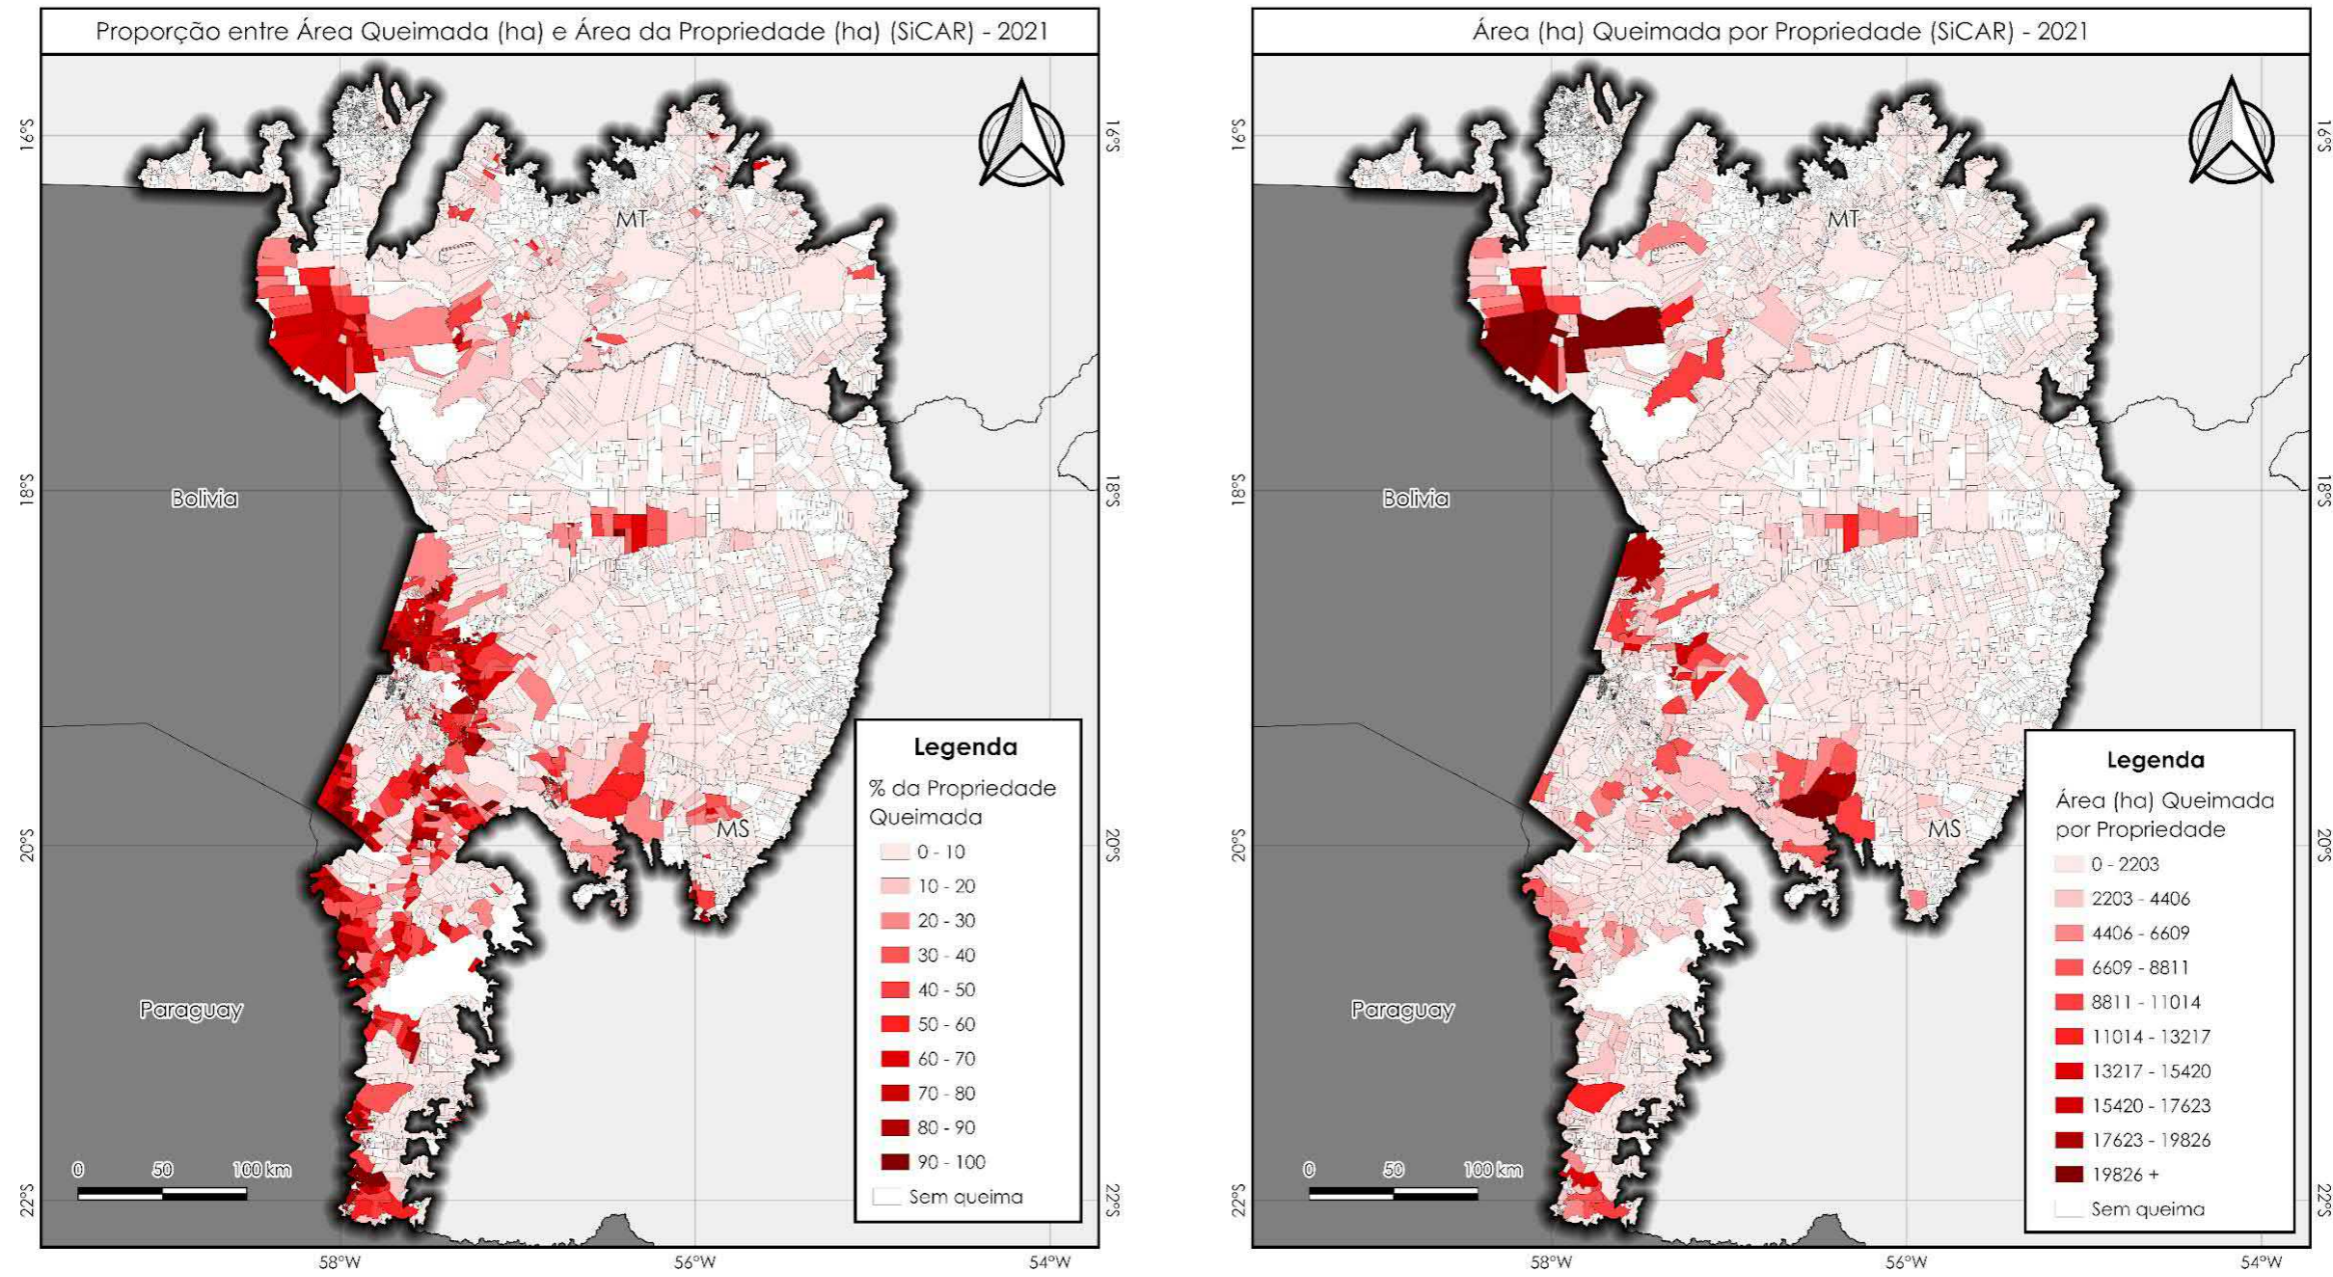 Proporção entre Área Queimada (ha) e Área da Propriedade (ha) (SiCAR) - 2021
16°S
16°S
MT
Bolivia
18°S
18°S
Legenda
% da Propriedade
Queimada
0 - 10
10 - 20
20 - 30
30 - 40
40 - 50
50 - 60
60 - 70
70 - 80
80 - 90
90 - 100
Sem queima
MS
20°S
20°S
Paraguay
0 50 100 km
22°S
22°S
58°W 56°W 54°W
Área (ha) Queimada por Propriedade (SiCAR) - 2021
16°S
16°S
MT
Bolivia
18°S
18°S
Legenda
Área (ha) Queimada
por Propriedade
0 - 2203
2203 - 4406
4406 - 6609
6609 - 8811
8811 - 11014
11014 - 13217
13217 - 15420
15420 - 17623
17623 - 19826
19826 +
Sem queima
MS
20°S
20°S
Paraguay
0 50 100 km
22°S
22°S
58°W 56°W 54°W